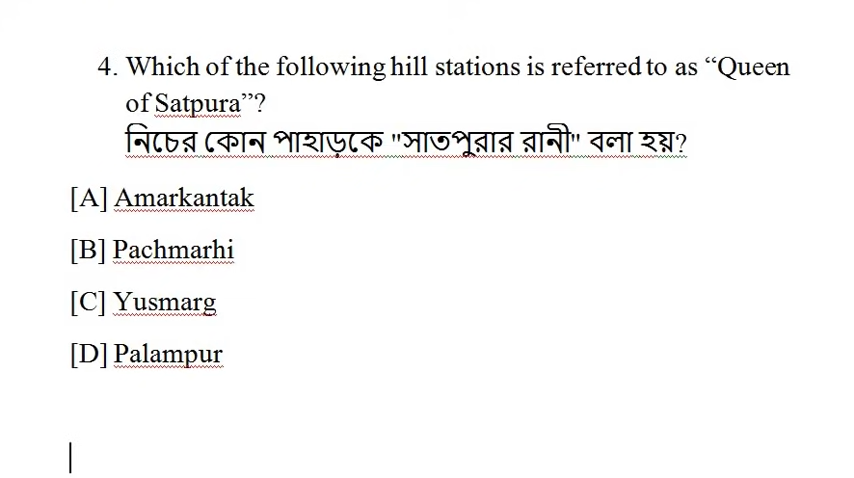 4. Which of the following hill stations is referred to as “Queen
of Satpura”?
নিচের কোন পাহাড়কে "সাতপুরার রানী" বলা হয়?
[A] Amarkantak
[B] Pachmarhi
[C] Yusmarg
[D] Palampur